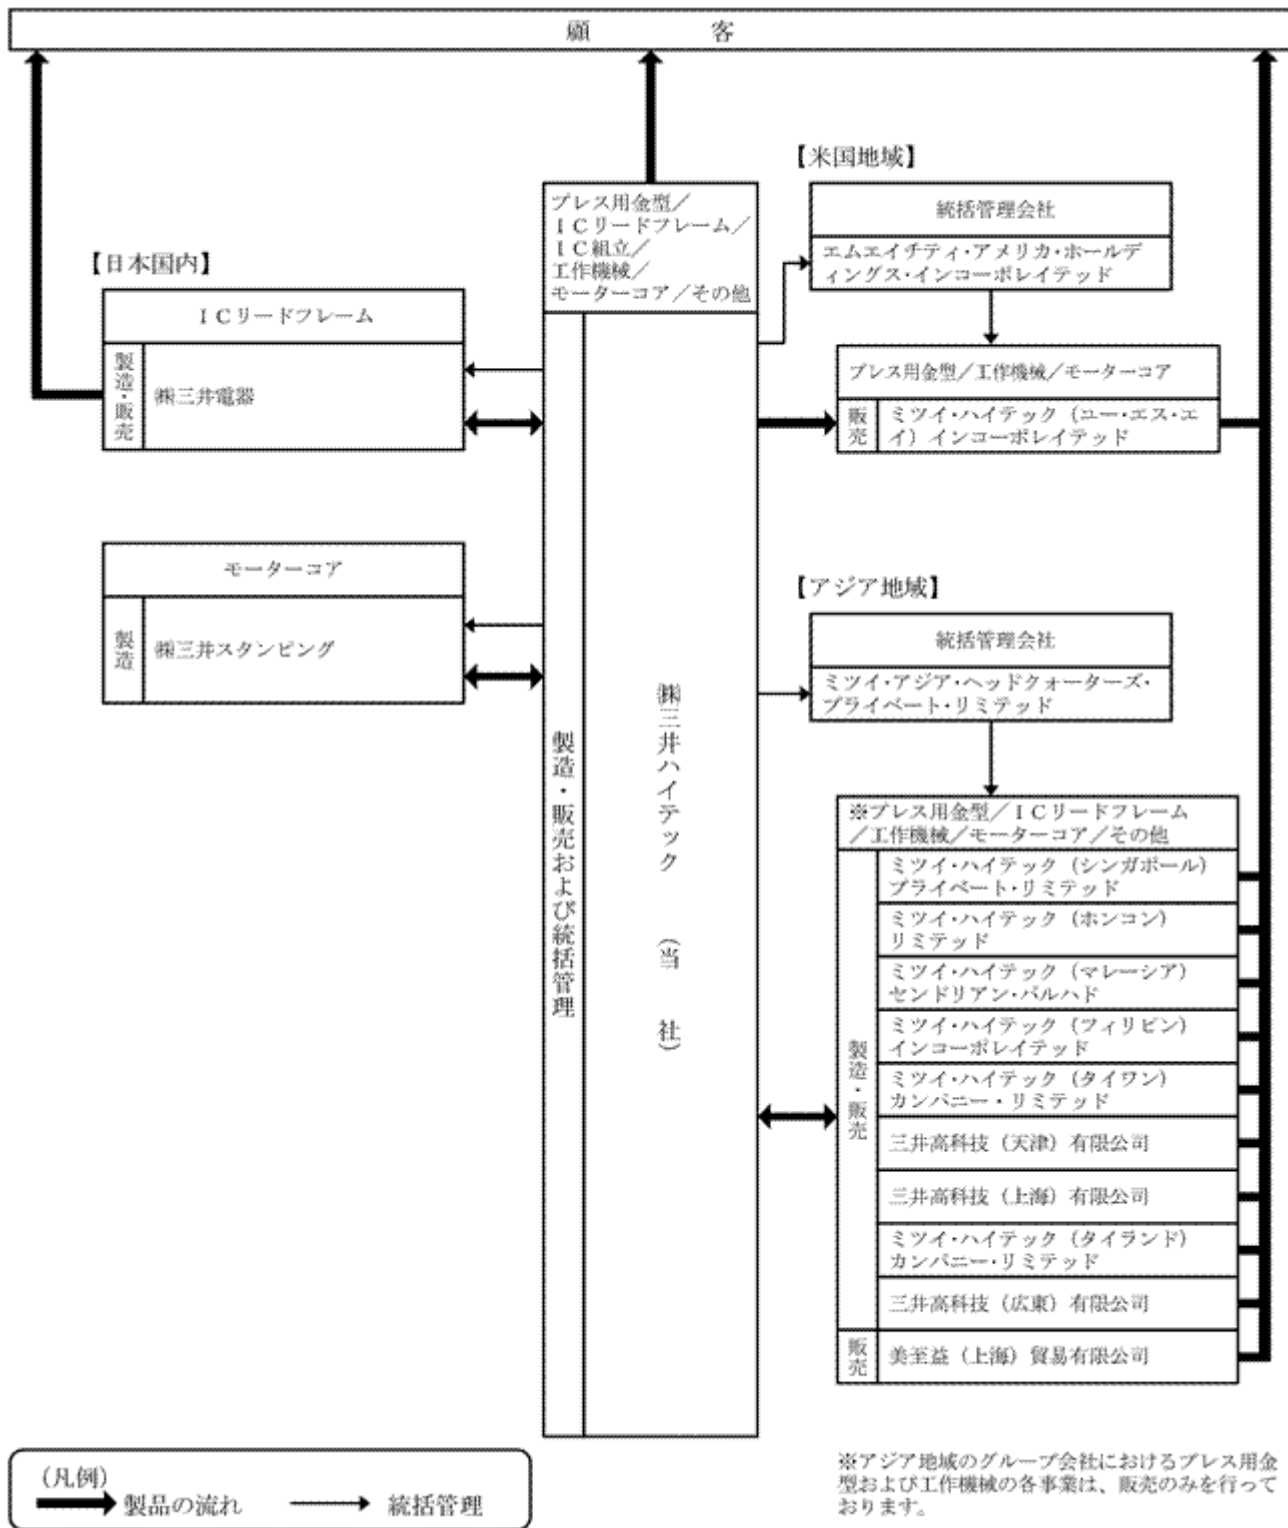 顧客
【米国地域】
統括管理会社
エムエイチティ・アメリカ・ホールデ
ィングス・インコーポレイテッド
プレス用金型／工作機械／モーターコア
販売
ミツイ・ハイテック（ユー・エス・エ
イ）インコーポレイテッド
プレス用金型／
ＩＣリードフレーム／
ＩＣ組立／
工作機械／
モーターコア／その他
製造・販売および統括管理
㈱三井ハイテック（当社）
【日本国内】
ＩＣリードフレーム
製造・販売
㈱三井電器
モーターコア
製造
㈱三井スタンピング
【アジア地域】
統括管理会社
ミツイ・アジア・ヘッドクォーターズ・
プライベート・リミテッド
※プレス用金型／ＩＣリードフレーム
／工作機械／モーターコア／その他
製造・販売
ミツイ・ハイテック（シンガポール）
プライベート・リミテッド
ミツイ・ハイテック（ホンコン）
リミテッド
ミツイ・ハイテック（マレーシア）
センドリアン・バルハド
ミツイ・ハイテック（フィリピン）
インコーポレイテッド
ミツイ・ハイテック（タイワン）
カンパニー・リミテッド
三井高科技（天津）有限公司
三井高科技（上海）有限公司
ミツイ・ハイテック（タイランド）
カンパニー・リミテッド
三井高科技（広東）有限公司
販売
美至益（上海）貿易有限公司
（凡例）
製品の流れ
統括管理
※アジア地域のグループ会社におけるプレス用金
型および工作機械の各事業は、販売のみを行って
おります。